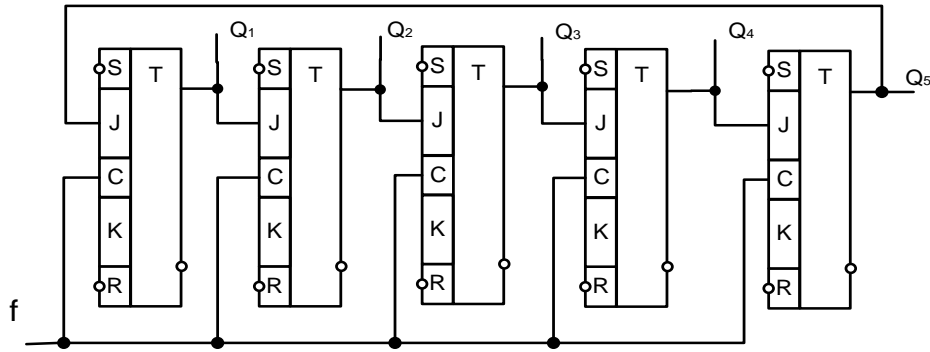 Q1 Q2 Q3 Q4
S T S T S T S T S T
Q5
J J J J J
C C C C C
K K K K K
R R R R R
f